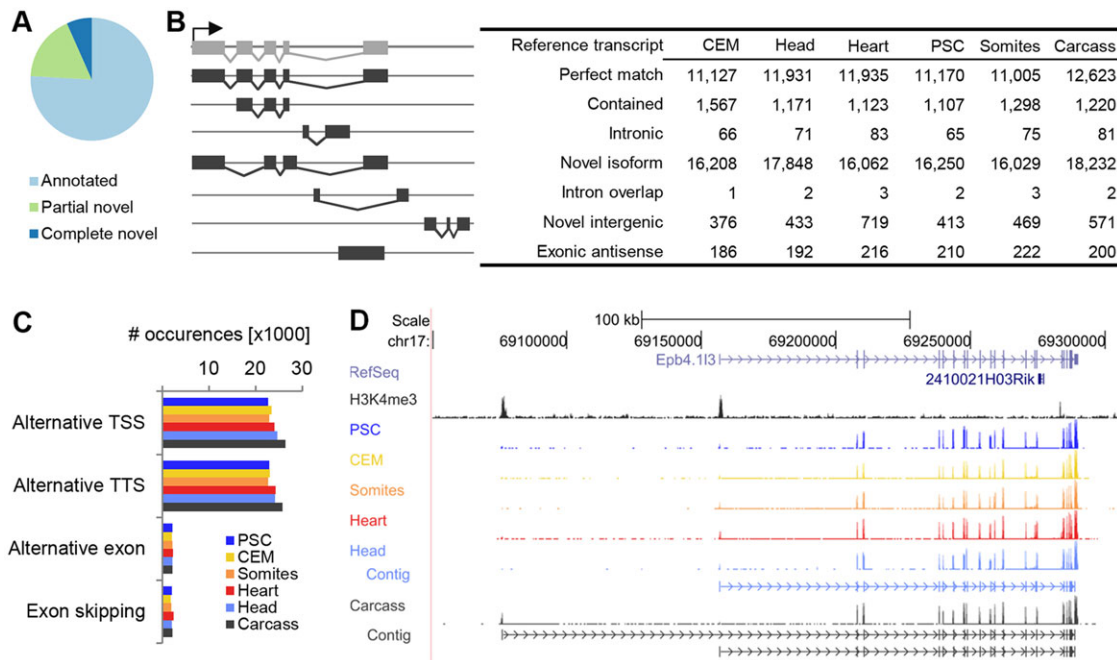 A
Annotated
Partial novel
Complete novel
B
Reference transcript CEM Head Heart PSC Somites Carcass
Perfect match 11,127 11,931 11,935 11,170 11,005 12,623
Contained 1,567 1,171 1,123 1,107 1,298 1,220
Intronic 66 71 83 65 75 81
Novel isoform 16,208 17,848 16,062 16,250 16,029 18,232
Intron overlap 1 2 3 2 3 2
Novel intergenic 376 433 719 413 469 571
Exonic antisense 186 192 216 210 222 200
C
# occurences [x1000]
10 20 30
Alternative TSS
Alternative TTS
Alternative exon
Exon skipping
PSC
CEM
Somites
Heart
Head
Carcass
D
Scale 100 kb
chr17: 69100000 69150000 69200000 69250000 69300000
Epb4.1l3
2410021H03Rik
RefSeq
H3K4me3
PSC
CEM
Somites
Heart
Head
Contig
Carcass
Contig